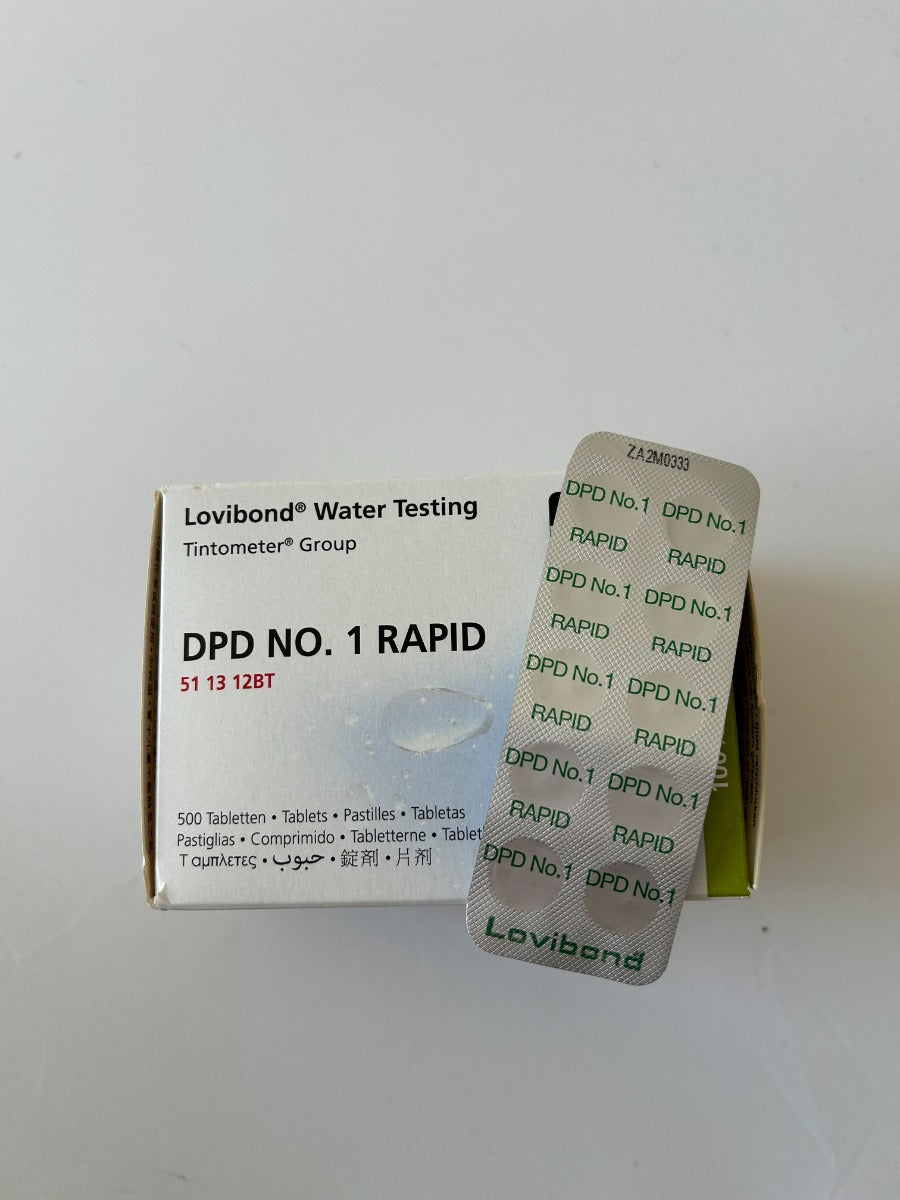 Lovibond® Water Testing
Tintometer® Group
DPD NO. 1 RAPID
51 13 12BT
500 Tabletten • Tablets • Pastilles • Tabletas
Pastiglias • Comprimido • Tabletterne • Tablet
Ταμπλετες • حبوب • 錠剤 • 片剂
ZA2M0333
DPD No.1 DPD No.1
RAPID RAPID
DPD No.1 DPD No.1
RAPID RAPID
DPD No.1 DPD No.1
RAPID RAPID
DPD No.1 DPD No.1
RAPID RAPID
DPD No.1 DPD No.1
Lovibond